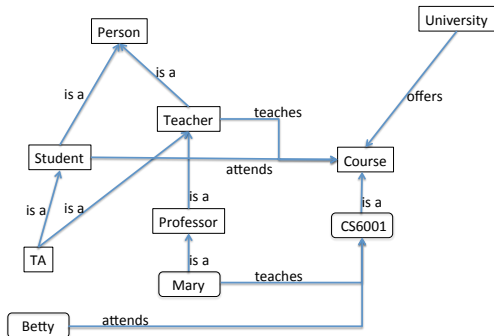 University
Person
is a
is a
offers
Teacher
teaches
Student
attends
Course
is a
is a
is a
is a
Professor
CS6001
TA
is a
Mary
teaches
Betty
attends